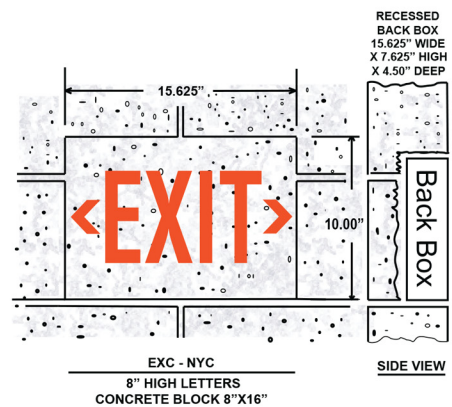 RECESSED
BACK BOX
15.625” WIDE
X 7.625” HIGH
X 4.50” DEEP
15.625”
<EXIT>
10.00”
Back Box
EXC - NYC
8” HIGH LETTERS
CONCRETE BLOCK 8”X16”
SIDE VIEW